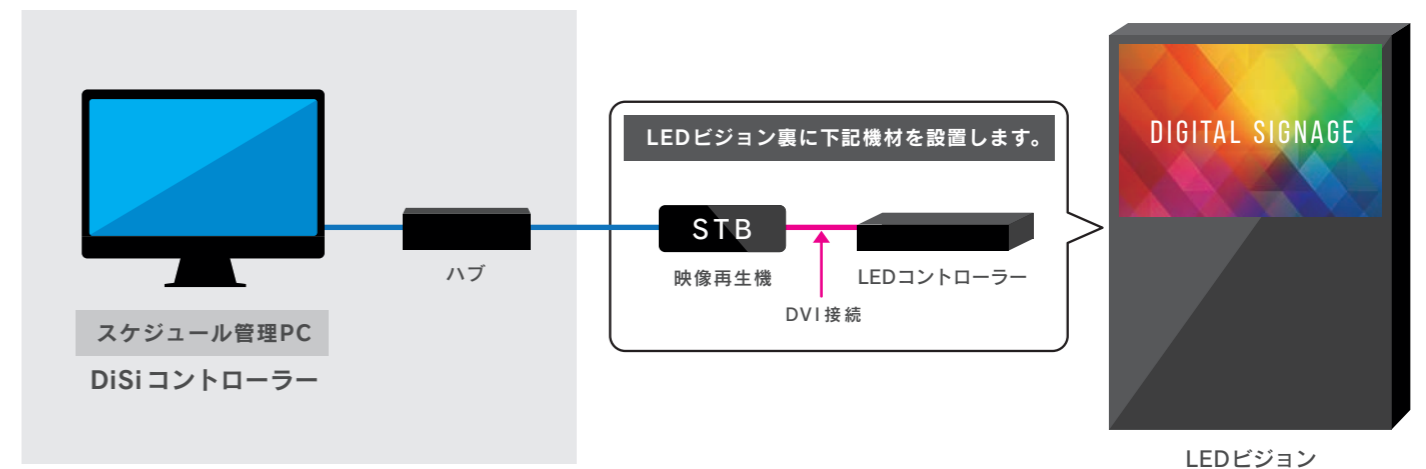 スケジュール管理PC
DiSiコントローラー
ハブ
LEDビジョン裏に下記機材を設置します。
STB
映像再生機
LEDコントローラー
DVI接続
DIGITAL SIGNAGE
LEDビジョン